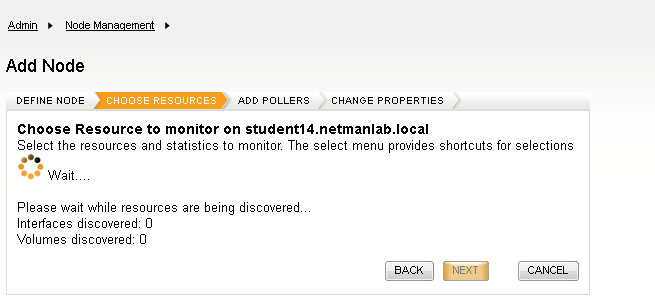 Admin Node Management
Add Node
DEFINE NODE CHOOSE RESOURCES ADD POLLERS CHANGE PROPERTIES
Choose Resource to monitor on student14.netmanlab.local
Select the resources and statistics to monitor. The select menu provides shortcuts for selections
Wait....
Please wait while resources are being discovered...
Interfaces discovered: 0
Volumes discovered: 0
BACK NEXT CANCEL